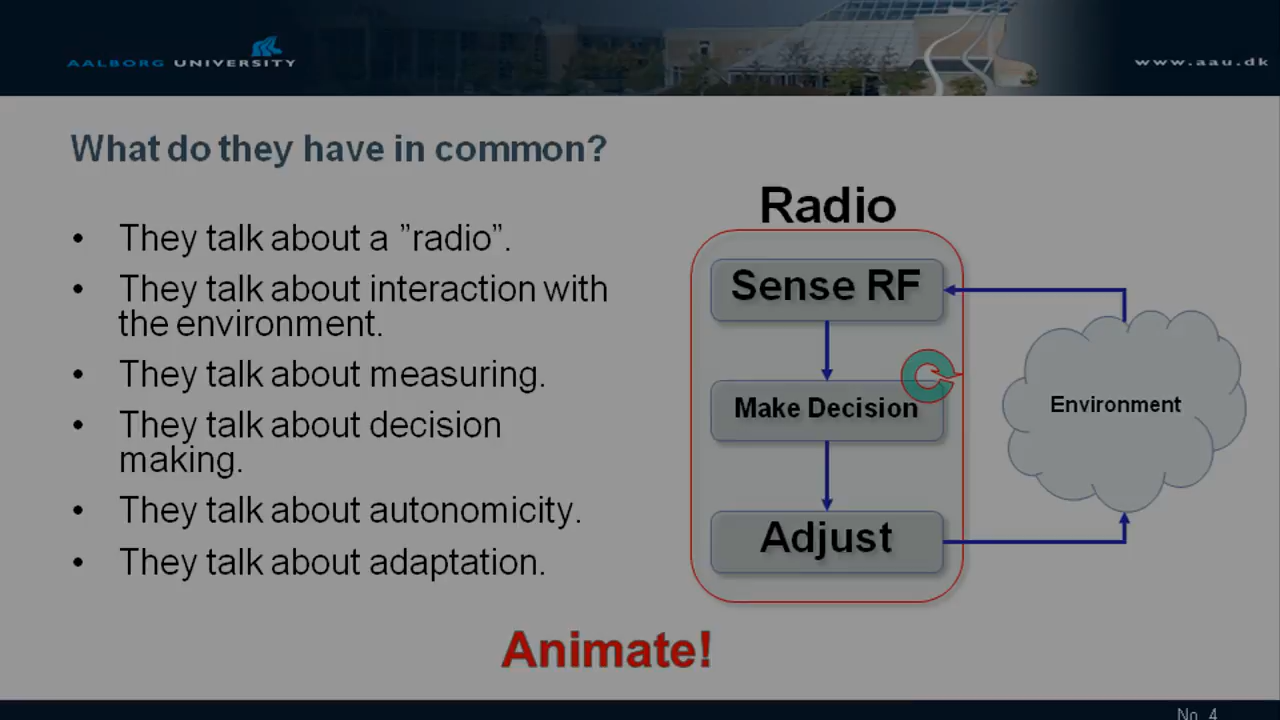 AALBORG UNIVERSITY
www.aau.dk
What do they have in common?
• They talk about a ”radio”.
• They talk about interaction with
the environment.
• They talk about measuring.
• They talk about decision
making.
• They talk about autonomicity.
• They talk about adaptation.
Radio
Sense RF
Make Decision
Adjust
Environment
Animate!
No. 4